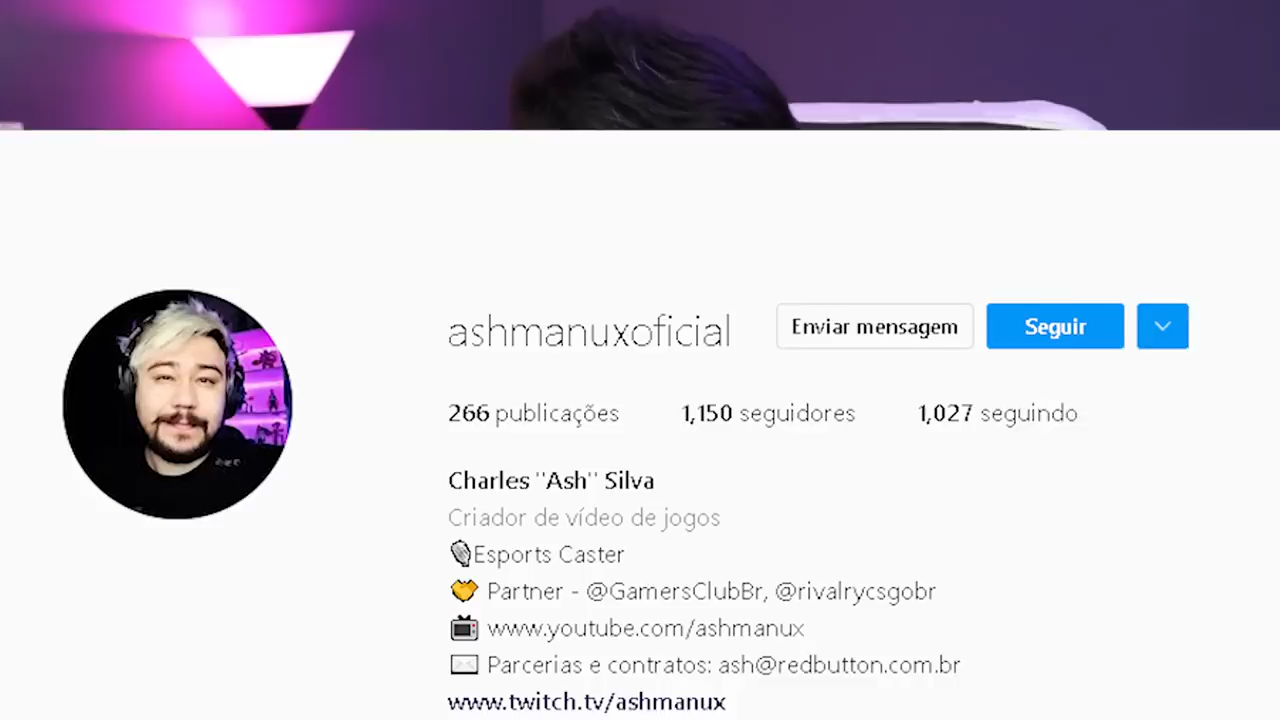 ashmanuxoficial Enviar mensagem Seguir
266 publicações 1,150 seguidores 1,027 seguindo
Charles "Ash" Silva
Criador de vídeo de jogos
🎙Esports Caster
🤝 Partner - @GamersClubBr, @rivalrycsgobr
📺 www.youtube.com/ashmanux
✉ Parcerias e contratos: ash@redbutton.com.br
www.twitch.tv/ashmanux